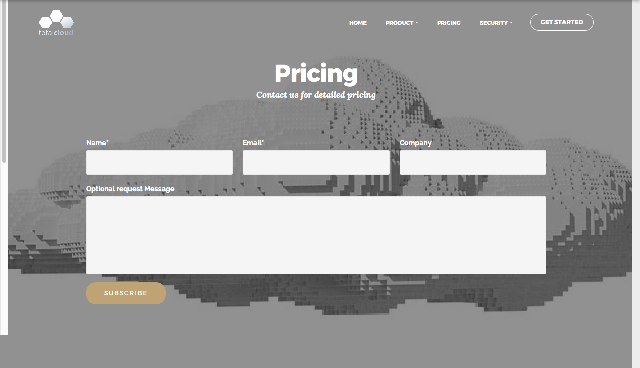 HOME PRODUCT PRICING SECURITY GET STARTED
tota cloud
Pricing
Contact us for detailed pricing
Name* Email* Company
Optional request Message
SUBSCRIBE